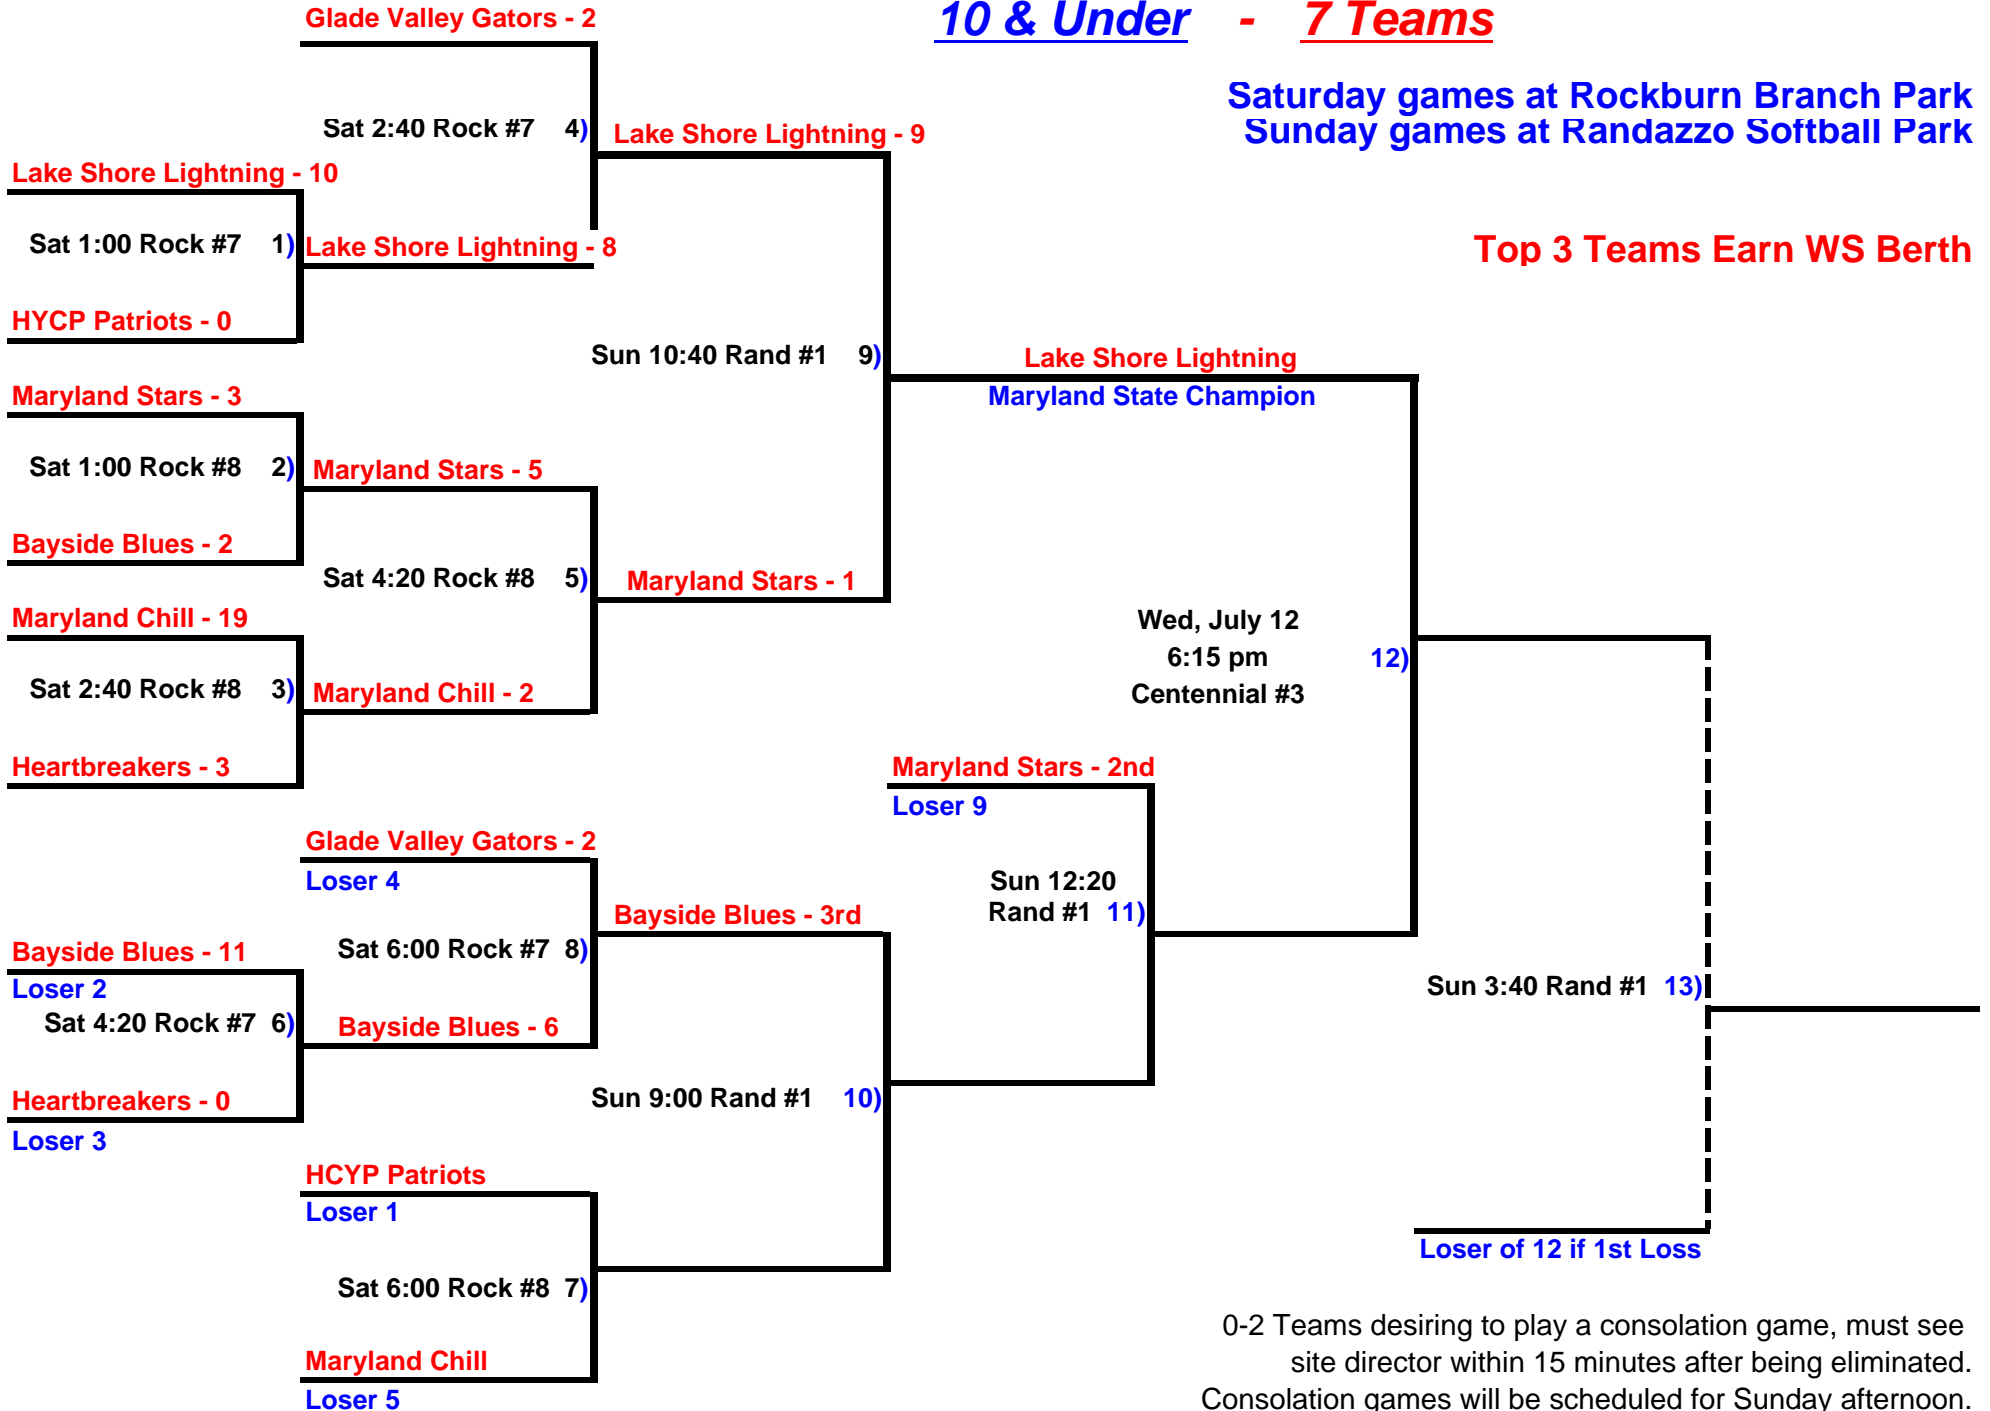 10 & Under - 7 Teams
Saturday games at Rockburn Branch Park
Sunday games at Randazzo Softball Park
Top 3 Teams Earn WS Berth
Glade Valley Gators - 2
Sat 2:40 Rock #7 4)
Lake Shore Lightning - 9
Lake Shore Lightning - 10
Sat 1:00 Rock #7 1)
Lake Shore Lightning - 8
HYCP Patriots - 0
Sun 10:40 Rand #1 9)
Lake Shore Lightning
Maryland State Champion
Maryland Stars - 3
Sat 1:00 Rock #8 2)
Maryland Stars - 5
Bayside Blues - 2
Sat 4:20 Rock #8 5)
Maryland Stars - 1
Maryland Chill - 19
Sat 2:40 Rock #8 3)
Maryland Chill - 2
Heartbreakers - 3
Wed, July 12
6:15 pm
12)
Centennial #3
Maryland Stars - 2nd
Loser 9
Glade Valley Gators - 2
Loser 4
Sun 12:20
Rand #1 11)
Bayside Blues - 3rd
Sat 6:00 Rock #7 8)
Bayside Blues - 11
Loser 2
Sat 4:20 Rock #7 6)
Bayside Blues - 6
Heartbreakers - 0
Loser 3
Sun 9:00 Rand #1 10)
Sun 3:40 Rand #1 13)
HCYP Patriots
Loser 1
Sat 6:00 Rock #8 7)
Maryland Chill
Loser 5
Loser of 12 if 1st Loss
0-2 Teams desiring to play a consolation game, must see
site director within 15 minutes after being eliminated.
Consolation games will be scheduled for Sunday afternoon.